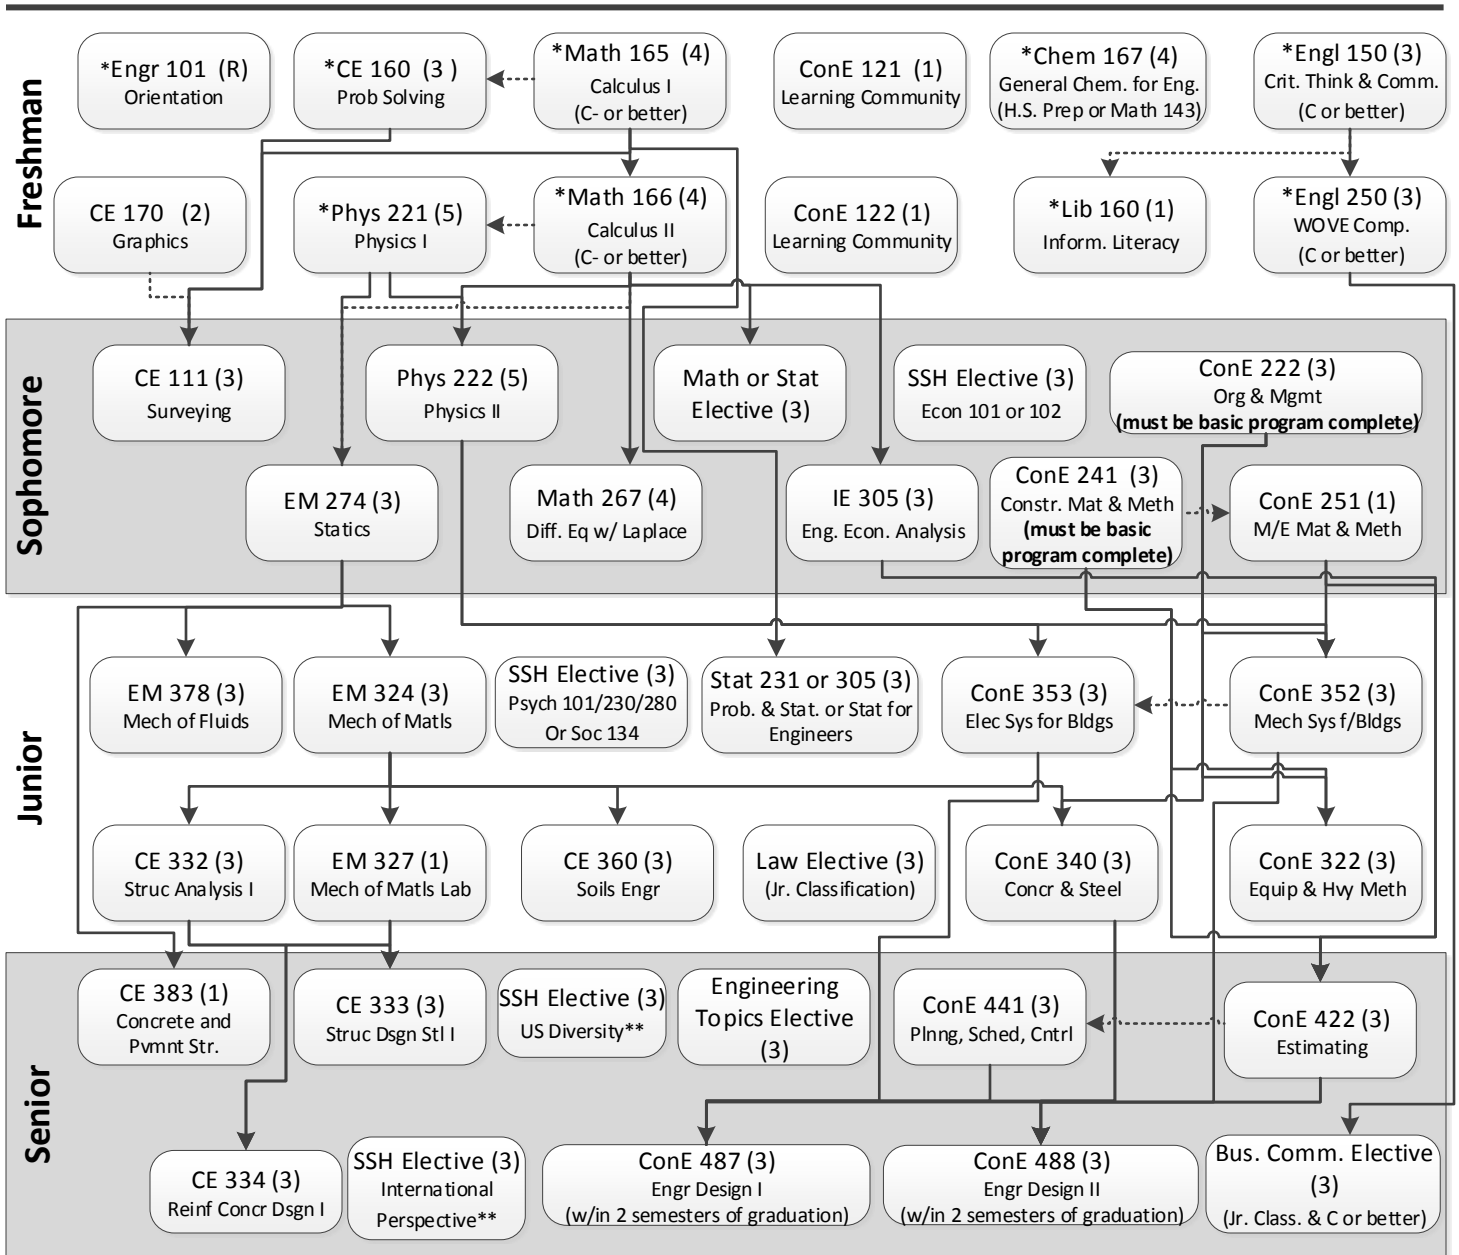 Freshman
*Engr 101 (R)
Orientation
*CE 160 (3 )
Prob Solving
*Math 165 (4)
Calculus I
(C- or better)
ConE 121 (1)
Learning Community
*Chem 167 (4)
General Chem. for Eng.
(H.S. Prep or Math 143)
*Engl 150 (3)
Crit. Think & Comm.
(C or better)
CE 170 (2)
Graphics
*Phys 221 (5)
Physics I
*Math 166 (4)
Calculus II
(C- or better)
ConE 122 (1)
Learning Community
*Lib 160 (1)
Inform. Literacy
*Engl 250 (3)
WOVE Comp.
(C or better)
Sophomore
CE 111 (3)
Surveying
Phys 222 (5)
Physics II
Math or Stat
Elective (3)
SSH Elective (3)
Econ 101 or 102
ConE 222 (3)
Org & Mgmt
(must be basic program complete)
EM 274 (3)
Statics
Math 267 (4)
Diff. Eq w/ Laplace
IE 305 (3)
Eng. Econ. Analysis
ConE 241 (3)
Constr. Mat & Meth
(must be basic
program complete)
ConE 251 (1)
M/E Mat & Meth
Junior
EM 378 (3)
Mech of Fluids
EM 324 (3)
Mech of Matls
SSH Elective (3)
Psych 101/230/280
Or Soc 134
Stat 231 or 305 (3)
Prob. & Stat. or Stat for
Engineers
ConE 353 (3)
Elec Sys for Bldgs
ConE 352 (3)
Mech Sys f/Bldgs
CE 332 (3)
Struc Analysis I
EM 327 (1)
Mech of Matls Lab
CE 360 (3)
Soils Engr
Law Elective (3)
(Jr. Classification)
ConE 340 (3)
Concr & Steel
ConE 322 (3)
Equip & Hvy Meth
Senior
CE 383 (1)
Concrete and
Pvmnt Str.
CE 333 (3)
Struc Dsgn Stl I
SSH Elective (3)
US Diversity**
Engineering
Topics Elective
(3)
ConE 441 (3)
Plnng, Sched, Cntrl
ConE 422 (3)
Estimating
CE 334 (3)
Reinf Concr Dsgn I
SSH Elective (3)
International
Perspective**
ConE 487 (3)
Engr Design I
(w/in 2 semesters of graduation)
ConE 488 (3)
Engr Design II
(w/in 2 semesters of graduation)
Bus. Comm. Elective
(3)
(Jr. Class. & C or better)